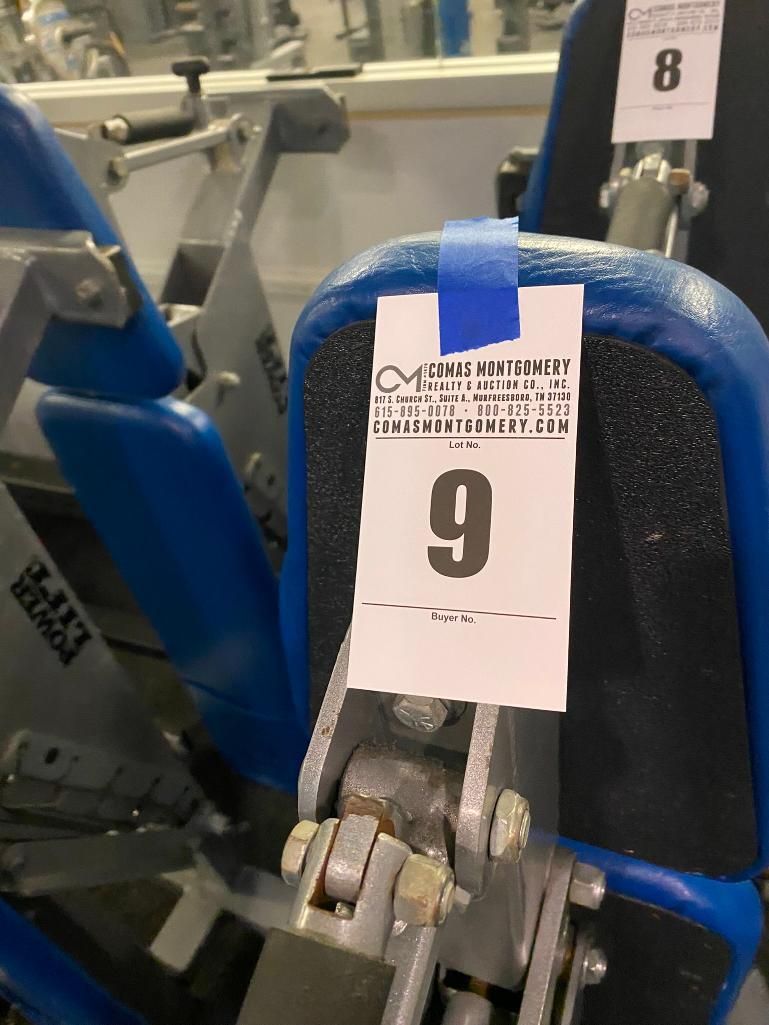 CM COMAS MONTGOMERY
REALTY & AUCTION CO., INC.
817 S. CHURCH ST., SUITE A., MURFREESBORO, TN 37130
615-895-0078 · 800-825-5523
COMASMONTGOMERY.COM
Lot No.
9
Buyer No.
COMAS MONTGOMERY
8
POWER
LIFT